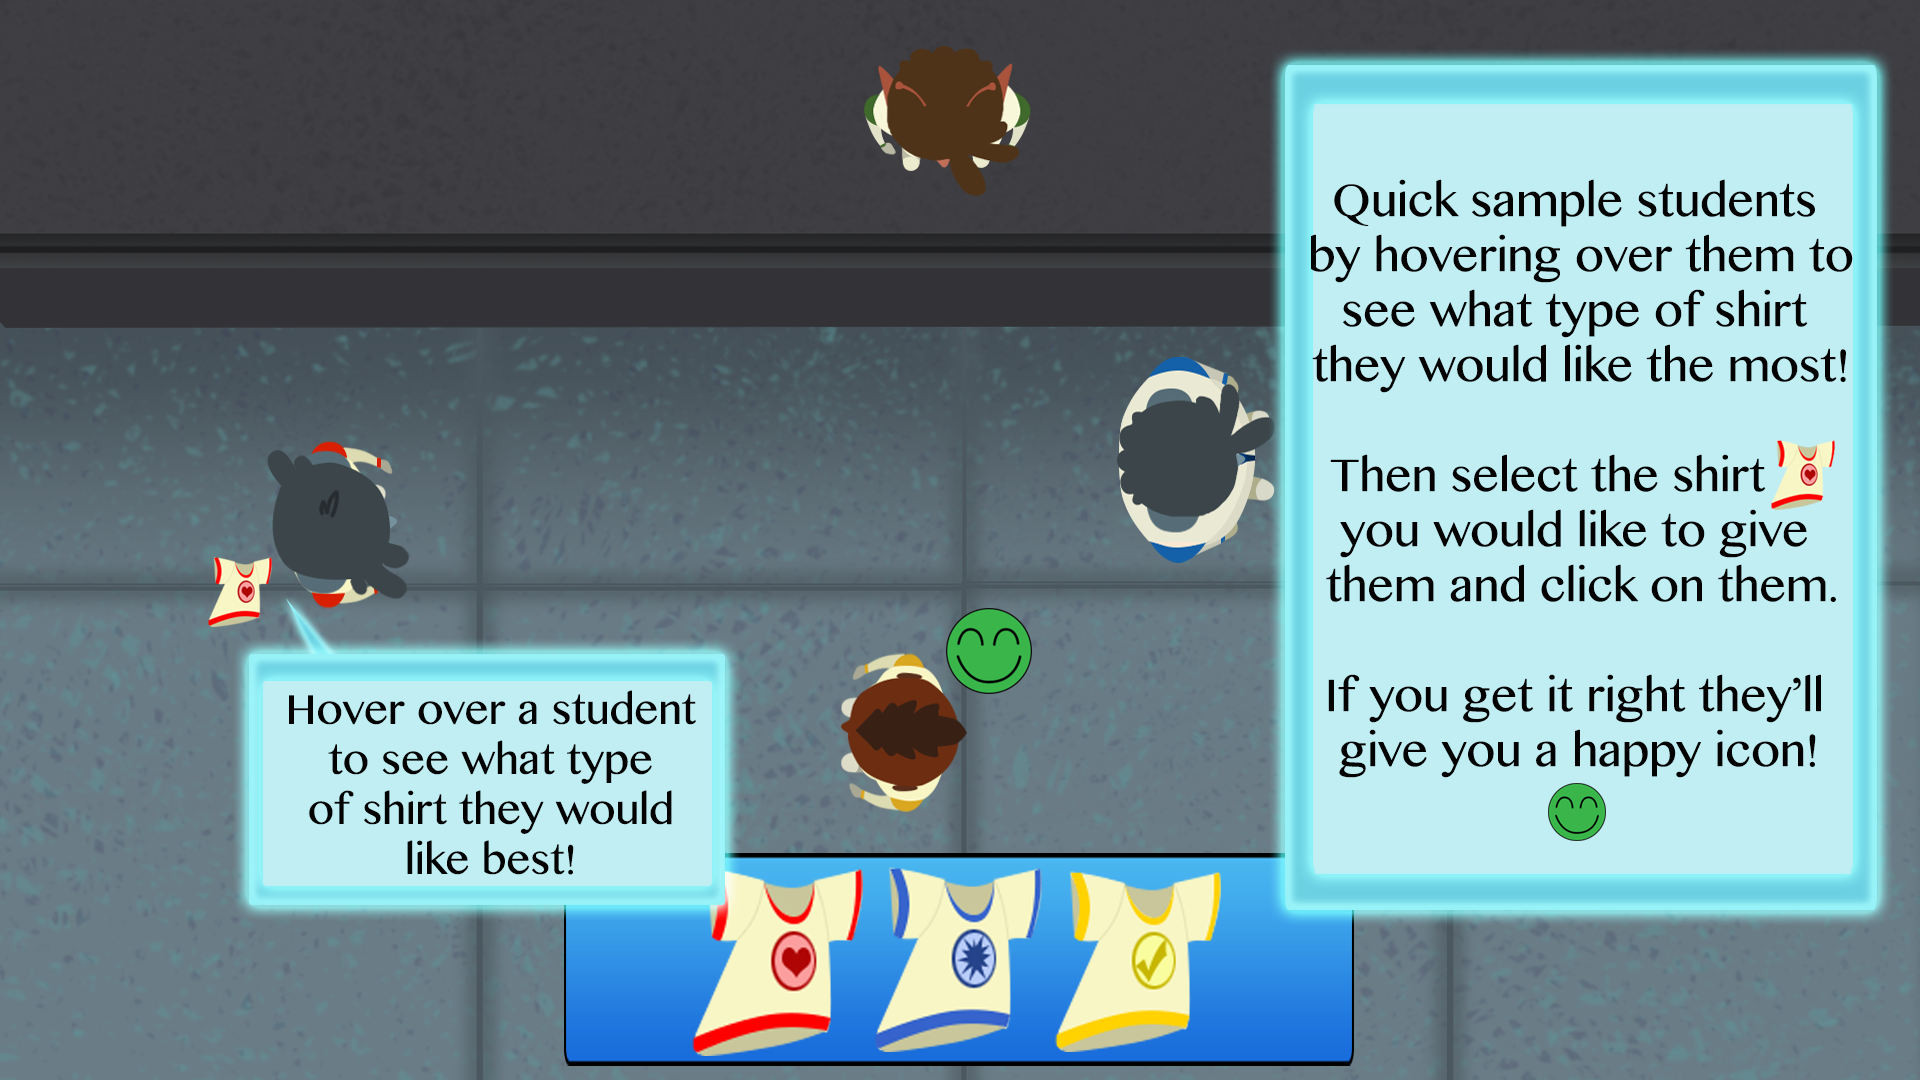 Quick sample students
by hovering over them to
see what type of shirt
they would like the most!
Then select the shirt
you would like to give
them and click on them.
If you get it right they’ll
give you a happy icon!
Hover over a student
to see what type
of shirt they would
like best!